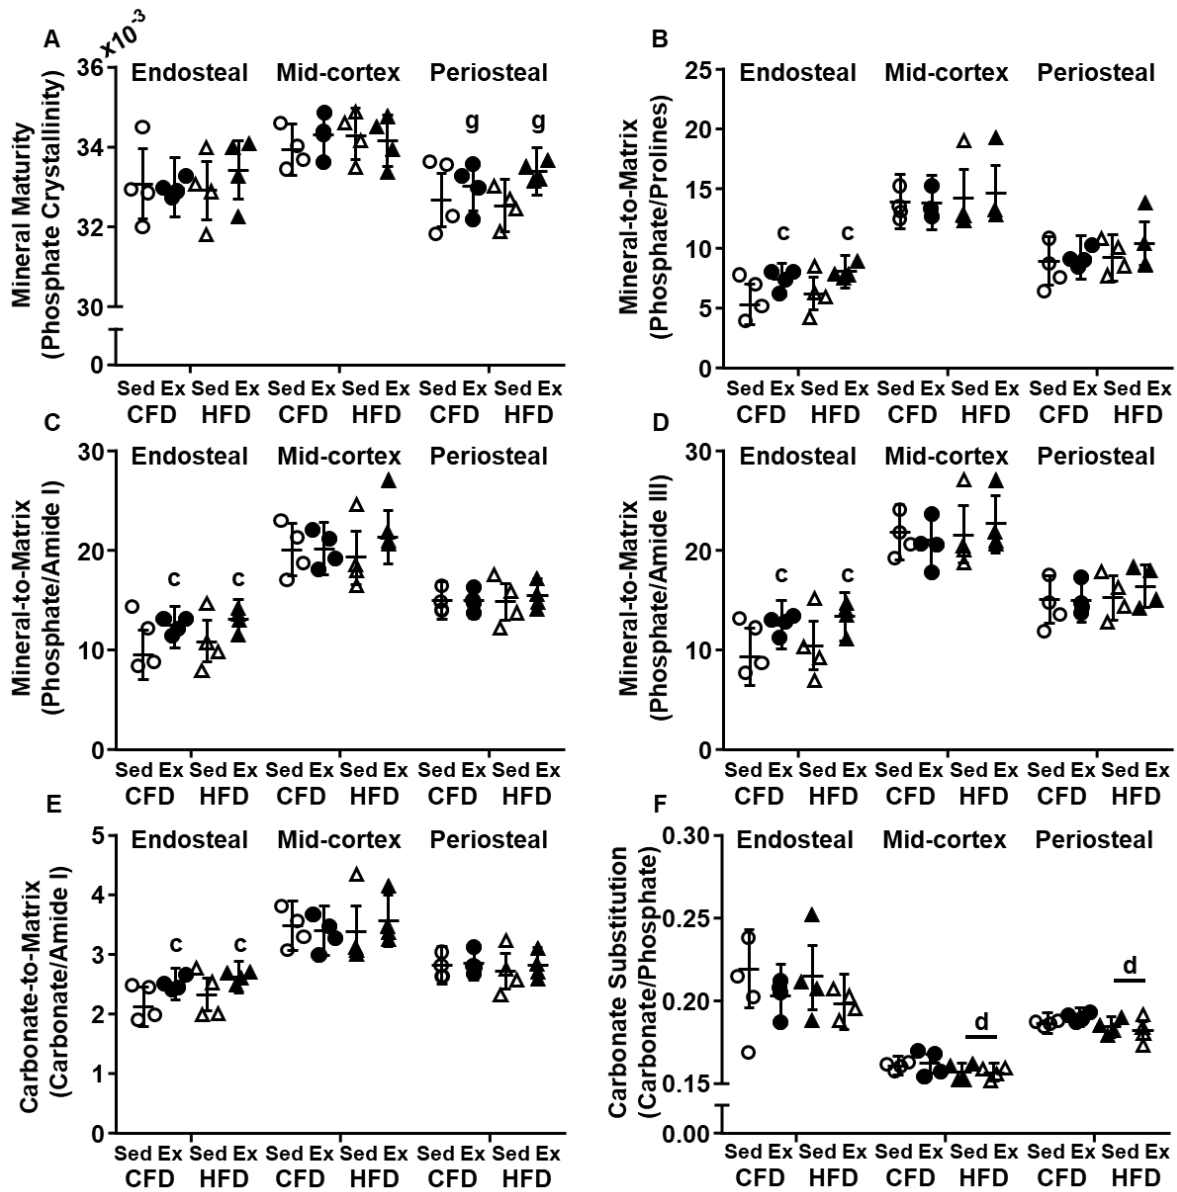 A
x10-3
36
34
32
30
0
Mineral Maturity
(Phosphate Crystallinity)
Endosteal Mid-cortex Periosteal
g g
Sed Ex Sed Ex Sed Ex Sed Ex Sed Ex Sed Ex
CFD HFD CFD HFD CFD HFD
B
25
20
15
10
5
0
Mineral-to-Matrix
(Phosphate/Prolines)
Endosteal Mid-cortex Periosteal
c c
Sed Ex Sed Ex Sed Ex Sed Ex Sed Ex Sed Ex
CFD HFD CFD HFD CFD HFD
C
30
20
10
0
Mineral-to-Matrix
(Phosphate/Amide I)
Endosteal Mid-cortex Periosteal
c c
Sed Ex Sed Ex Sed Ex Sed Ex Sed Ex Sed Ex
CFD HFD CFD HFD CFD HFD
D
30
20
10
0
Mineral-to-Matrix
(Phosphate/Amide III)
Endosteal Mid-cortex Periosteal
c c
Sed Ex Sed Ex Sed Ex Sed Ex Sed Ex Sed Ex
CFD HFD CFD HFD CFD HFD
E
5
4
3
2
1
0
Carbonate-to-Matrix
(Carbonate/Amide I)
Endosteal Mid-cortex Periosteal
c c
Sed Ex Sed Ex Sed Ex Sed Ex Sed Ex Sed Ex
CFD HFD CFD HFD CFD HFD
F
0.30
0.25
0.20
0.15
0.00
Carbonate Substitution
(Carbonate/Phosphate)
Endosteal Mid-cortex Periosteal
d d
Sed Ex Sed Ex Sed Ex Sed Ex Sed Ex Sed Ex
CFD HFD CFD HFD CFD HFD